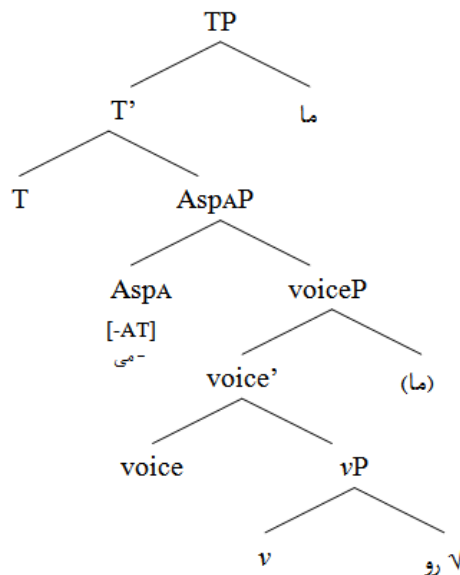 TP
T’ ما
T AspAP
AspA voiceP
[-AT]
می-
voice’ (ما)
voice vP
v √ رو